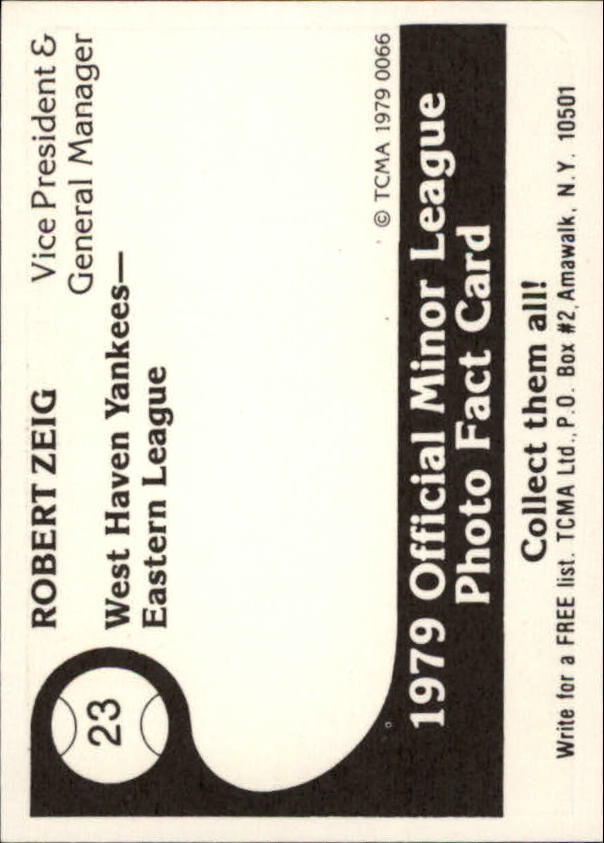 23
ROBERT ZEIG
Vice President &
General Manager
West Haven Yankees—
Eastern League
© TCMA 1979 0066
1979 Official Minor League
Photo Fact Card
Collect them all!
Write for a FREE list. TCMA Ltd., P.O. Box #2, Amawalk, N.Y. 10501